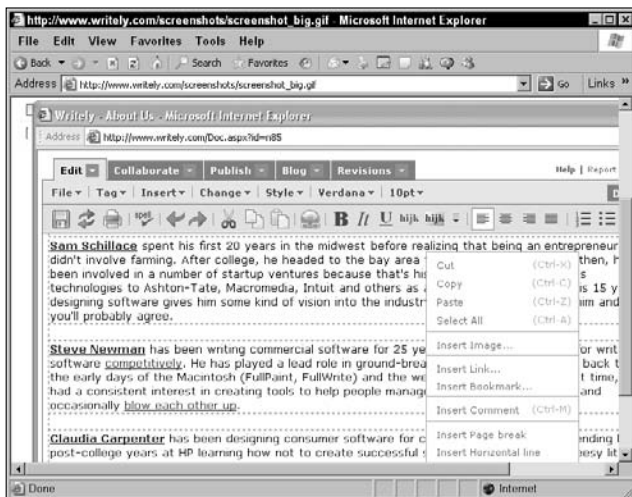 http://www.writely.com/screenshots/screenshot_big.gif - Microsoft Internet Explorer
File Edit View Favorites Tools Help
Back Search Favorites
Address http://www.writely.com/screenshots/screenshot_big.gif Go Links »
Writely - About Us - Microsoft Internet Explorer
Address http://www.writely.com/Doc.aspx?id=n85
Edit Collaborate Publish Blog Revisions Help | Report
File Tag Insert Change Style Verdana 10pt
spel B It U hijk hijk
Sam Schillace spent his first 20 years in the midwest before realizing that being an entrepreneur
didn't involve farming. After college, he headed to the bay area then, h
been involved in a number of startup ventures because that's his s
technologies to Ashton-Tate, Macromedia, Intuit and others as is 15 y
designing software gives him some kind of vision into the industr im and
you'll probably agree.
Steve Newman has been writing commercial software for 25 ye or writ
software competitively. He has played a lead role in ground-brea back t
the early days of the Macintosh (FullPaint, FullWrite) and the we t time,
had a consistent interest in creating tools to help people manag and
occasionally blow each other up.
Claudia Carpenter has been designing consumer software for c ending
post-college years at HP learning how not to create successful eesy lit
Cut (Ctrl-X)
Copy (Ctrl-C)
Paste (Ctrl-Z)
Select All (Ctrl-A)
Insert Image...
Insert Link...
Insert Bookmark...
Insert Comment (Ctrl-M)
Insert Page break
Insert Horizontal line
Done Internet